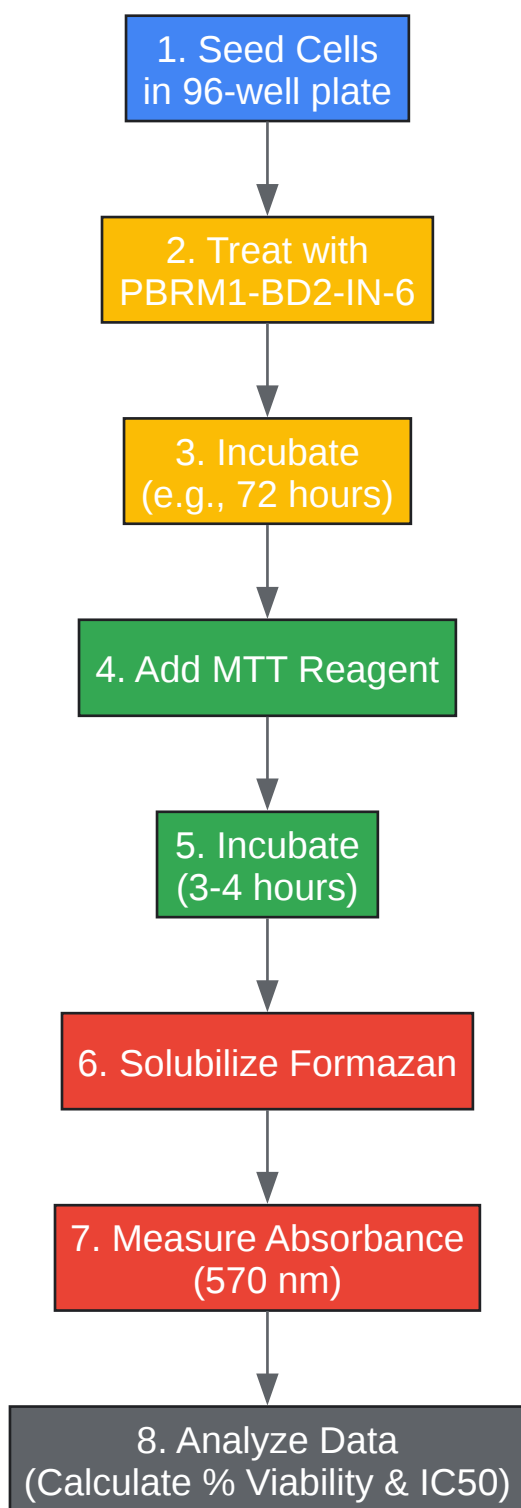 1. Seed Cells
in 96-well plate
2. Treat with
PBRM1-BD2-IN-6
3. Incubate
(e.g., 72 hours)
4. Add MTT Reagent
5. Incubate
(3-4 hours)
6. Solubilize Formazan
7. Measure Absorbance
(570 nm)
8. Analyze Data
(Calculate % Viability & IC50)